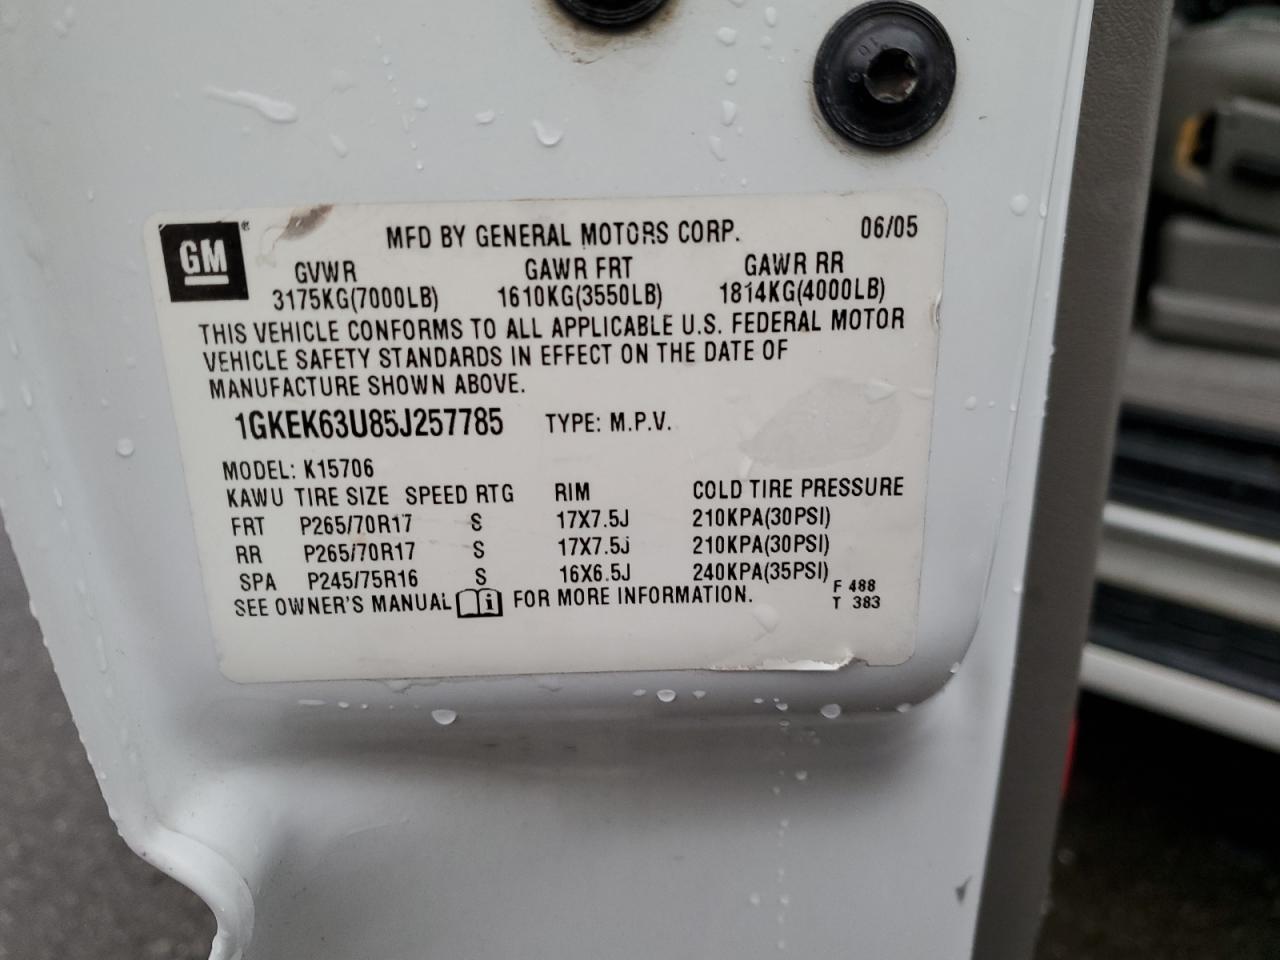 GM
MFD BY GENERAL MOTORS CORP. 06/05
GVWR GAWR FRT GAWR RR
3175KG(7000LB) 1610KG(3550LB) 1814KG(4000LB)
THIS VEHICLE CONFORMS TO ALL APPLICABLE U.S. FEDERAL MOTOR
VEHICLE SAFETY STANDARDS IN EFFECT ON THE DATE OF
MANUFACTURE SHOWN ABOVE.
1GKEK63U85J257785 TYPE: M.P.V.
MODEL: K15706
KAWU TIRE SIZE SPEED RTG RIM COLD TIRE PRESSURE
FRT P265/70R17 S 17X7.5J 210KPA(30PSI)
RR P265/70R17 S 17X7.5J 210KPA(30PSI)
SPA P245/75R16 S 16X6.5J 240KPA(35PSI)
SEE OWNER'S MANUAL i FOR MORE INFORMATION.
F 488
T 383